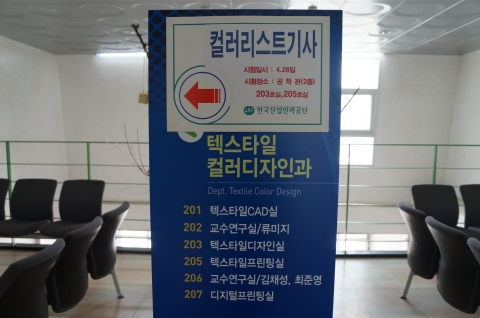 컬러리스트기사
시험일시 : 4.28일
시험장소 : 공 학 관(2층)
203호실,205호실
한국산업인력공단
텍스타일
컬러디자인과
Dept. Textile Color Design
201 텍스타일CAD실
202 교수연구실/류미지
203 텍스타일디자인실
205 텍스타일프린팅실
206 교수연구실/김채성, 최준영
207 디지털프린팅실